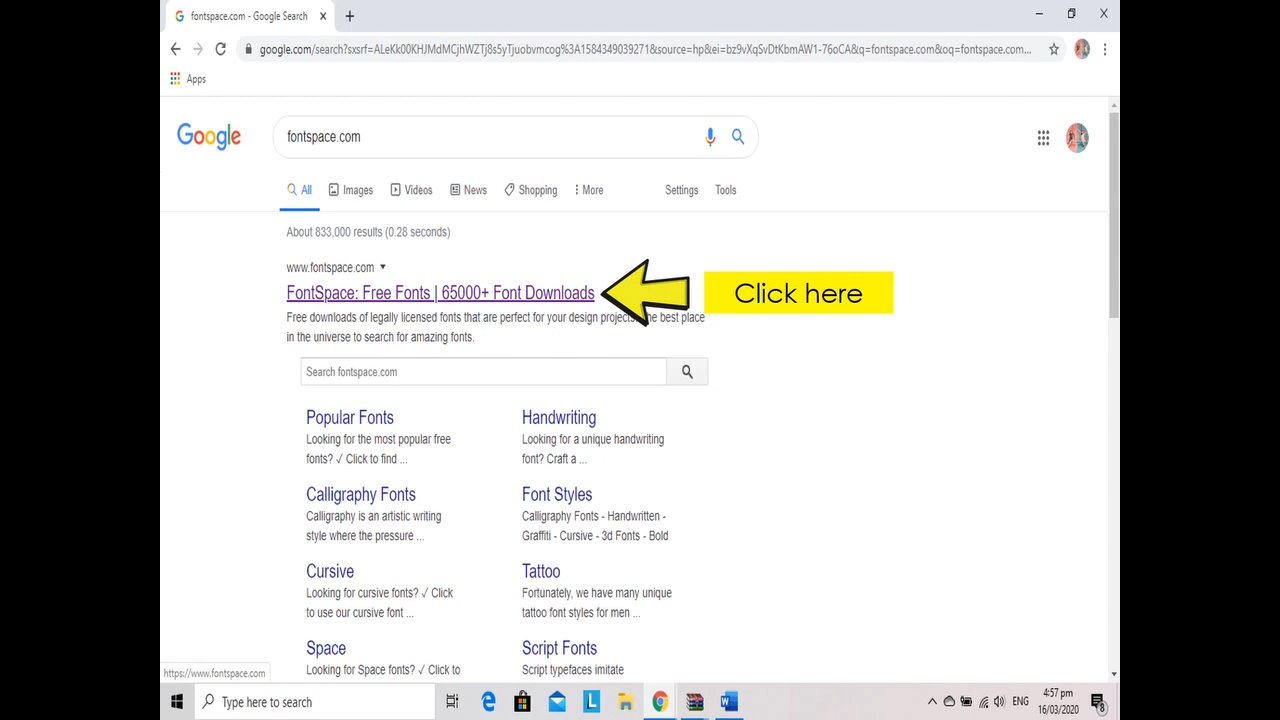 fontspace.com - Google Search
google.com/search?sxsrf=ALeKk00KHJMdMCjhWZTj8s5yTjuobvmcog%3A1584349039271&source=hp&ei=bz9vXqSvDtKbmAW1-76oCA&q=fontspace.com&oq=fontspace.com...
Apps
Google
fontspace.com
All Images Videos News Shopping More Settings Tools
About 833,000 results (0.28 seconds)
www.fontspace.com
FontSpace: Free Fonts | 65000+ Font Downloads
Click here
Free downloads of legally licensed fonts that are perfect for your design projects. the best place
in the universe to search for amazing fonts.
Search fontspace.com
Popular Fonts
Looking for the most popular free
fonts? √ Click to find ...
Handwriting
Looking for a unique handwriting
font? Craft a ...
Calligraphy Fonts
Calligraphy is an artistic writing
style where the pressure ...
Font Styles
Calligraphy Fonts - Handwritten -
Graffiti - Cursive - 3d Fonts - Bold
Cursive
Looking for cursive fonts? √ Click
to use our cursive font ...
Tattoo
Fortunately, we have many unique
tattoo font styles for men ...
Space
Looking for Space fonts? √ Click to
Script Fonts
Script typefaces imitate
https://www.fontspace.com
Type here to search
L
ENG
4:57 pm
16/03/2020
8